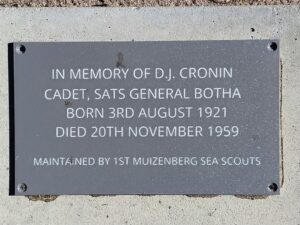 IN MEMORY OF D.J. CRONIN
CADET, SATS GENERAL BOTHA
BORN 3RD AUGUST 1921
DIED 20TH NOVEMBER 1959
MAINTAINED BY 1ST MUIZENBERG SEA SCOUTS